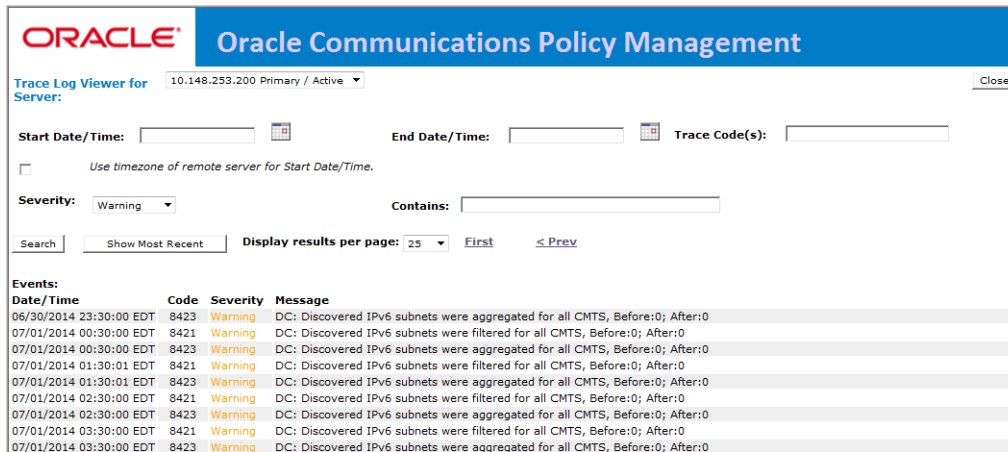 ORACLE® Oracle Communications Policy Management
Trace Log Viewer for Server: 10.148.253.200 Primary / Active Close
Start Date/Time: End Date/Time: Trace Code(s):
Use timezone of remote server for Start Date/Time.
Severity: Warning Contains:
Search Show Most Recent Display results per page: 25 First < Prev
Events:
Date/Time Code Severity Message
06/30/2014 23:30:00 EDT 8423 Warning DC: Discovered IPv6 subnets were aggregated for all CMTS, Before:0; After:0
07/01/2014 00:30:00 EDT 8421 Warning DC: Discovered IPv6 subnets were filtered for all CMTS, Before:0; After:0
07/01/2014 00:30:00 EDT 8423 Warning DC: Discovered IPv6 subnets were aggregated for all CMTS, Before:0; After:0
07/01/2014 01:30:01 EDT 8421 Warning DC: Discovered IPv6 subnets were filtered for all CMTS, Before:0; After:0
07/01/2014 01:30:01 EDT 8423 Warning DC: Discovered IPv6 subnets were aggregated for all CMTS, Before:0; After:0
07/01/2014 02:30:00 EDT 8421 Warning DC: Discovered IPv6 subnets were filtered for all CMTS, Before:0; After:0
07/01/2014 02:30:00 EDT 8423 Warning DC: Discovered IPv6 subnets were aggregated for all CMTS, Before:0; After:0
07/01/2014 03:30:00 EDT 8421 Warning DC: Discovered IPv6 subnets were filtered for all CMTS, Before:0; After:0
07/01/2014 03:30:00 EDT 8423 Warning DC: Discovered IPv6 subnets were aggregated for all CMTS, Before:0; After:0